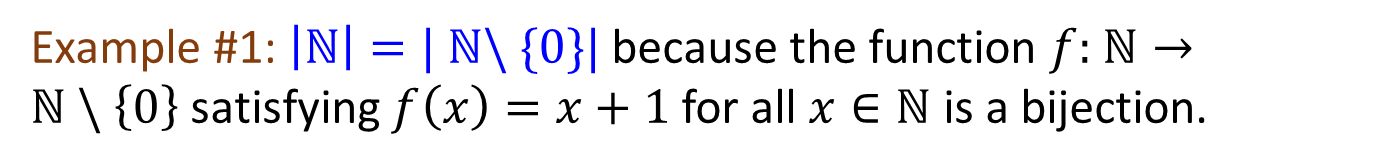 Example #1: |ℕ| = | ℕ\ {0}| because the function 𝑓: ℕ →
ℕ \ {0} satisfying 𝑓(𝑥) = 𝑥 + 1 for all 𝑥 ∈ ℕ is a bijection.